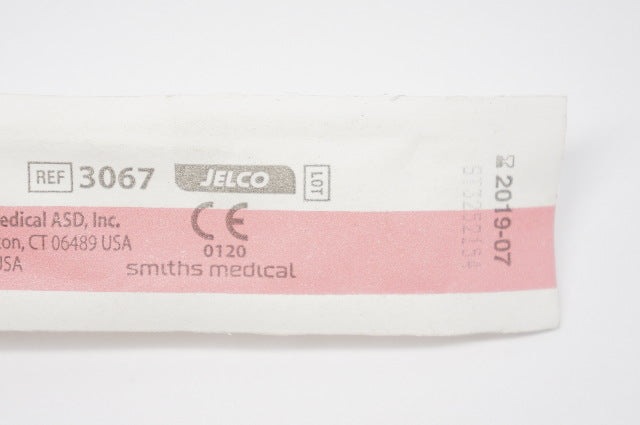 REF 3067 JELCO LOT
edical ASD, Inc.
ton, CT 06489 USA
USA
CE
0120
smiths medical
2019-07